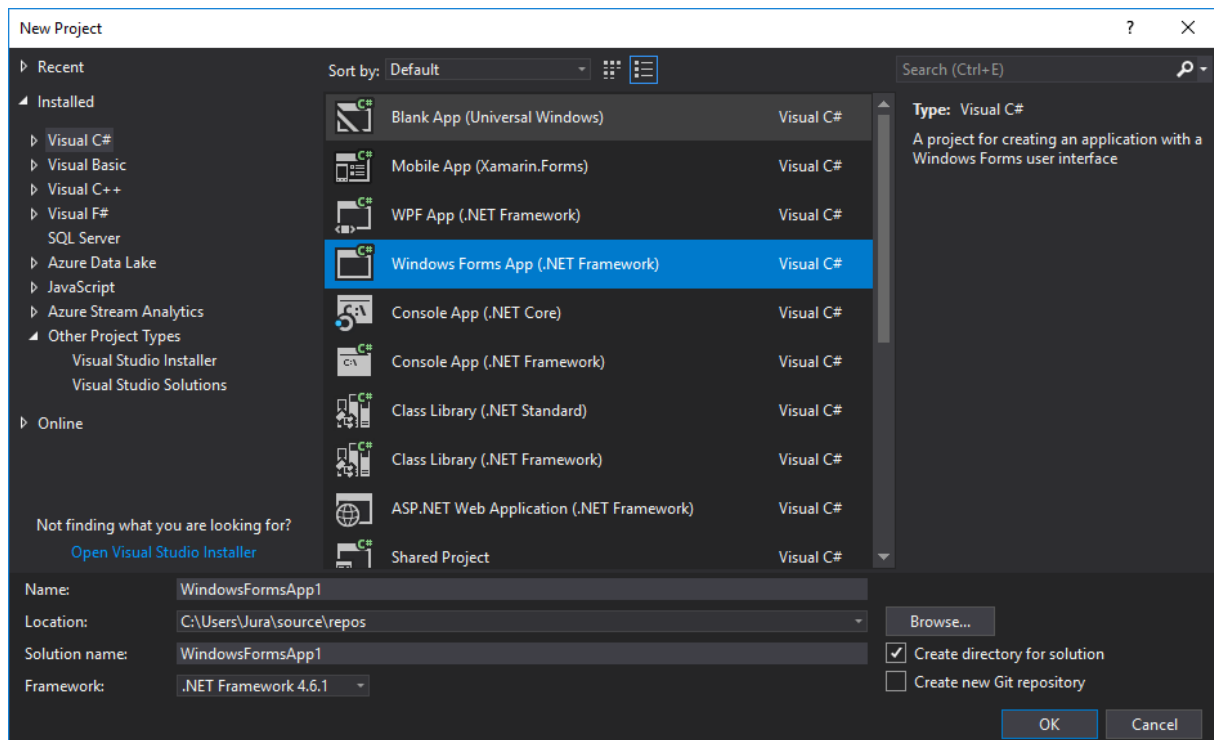 New Project
?
Recent
Installed
Visual C#
Visual Basic
Visual C++
Visual F#
SQL Server
Azure Data Lake
JavaScript
Azure Stream Analytics
Other Project Types
Visual Studio Installer
Visual Studio Solutions
Online
Not finding what you are looking for?
Open Visual Studio Installer
Sort by: Default
C# Blank App (Universal Windows) Visual C#
C# Mobile App (Xamarin.Forms) Visual C#
C# WPF App (.NET Framework) Visual C#
C# Windows Forms App (.NET Framework) Visual C#
C:\ Console App (.NET Core) Visual C#
C# C:\ Console App (.NET Framework) Visual C#
C# Class Library (.NET Standard) Visual C#
C# Class Library (.NET Framework) Visual C#
ASP.NET Web Application (.NET Framework) Visual C#
C# Shared Project Visual C#
Search (Ctrl+E)
Type: Visual C#
A project for creating an application with a
Windows Forms user interface
Name: WindowsFormsApp1
Location: C:\Users\Jura\source\repos
Browse...
Solution name: WindowsFormsApp1
Create directory for solution
Framework: .NET Framework 4.6.1
Create new Git repository
OK Cancel